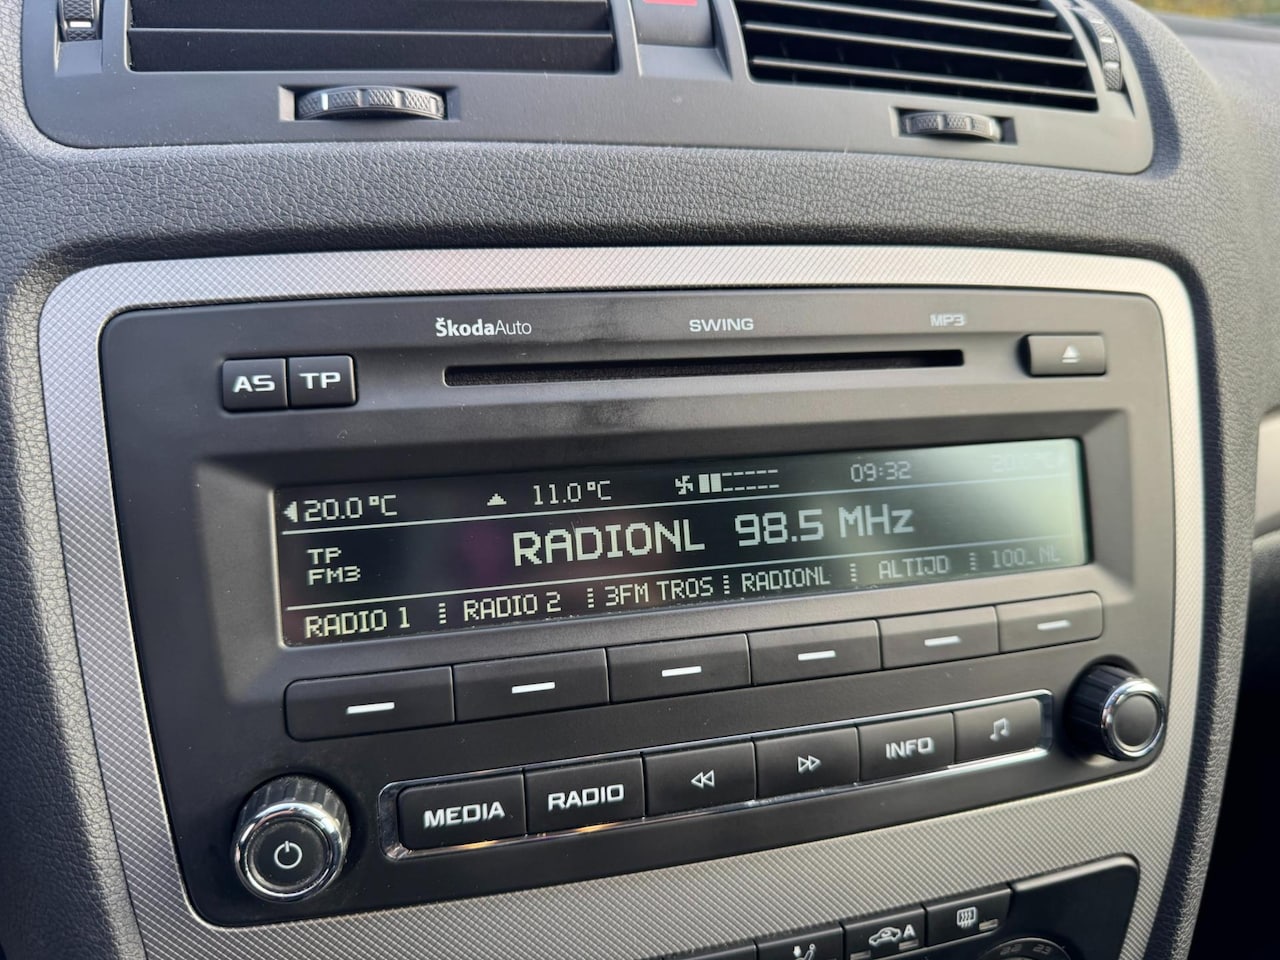 ŠkodaAuto SWING MP3
AS TP
20.0°C 11.0°C 09:32
TP
FM3
RADIONL 98.5 MHz
RADIO 1 RADIO 2 3FM TROS RADIONL ALTIJD 100_NL
MEDIA RADIO INFO
A